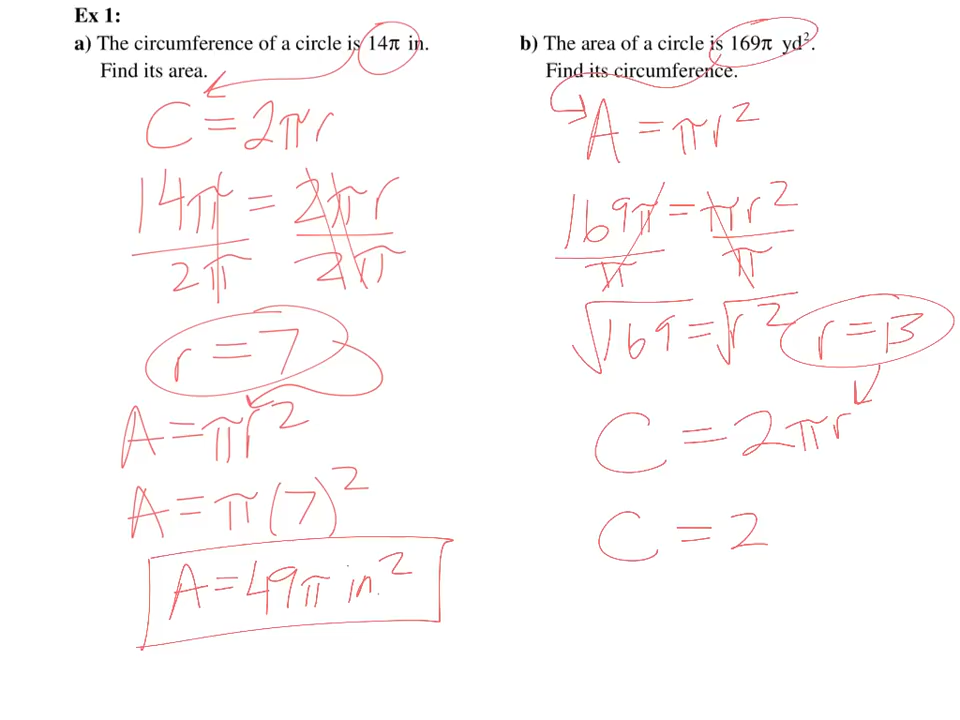 Ex 1:
a) The circumference of a circle is 14π in.
Find its area.
C = 2πr
14π = 2πr
2π 2π
r = 7
A = πr²
A = π(7)²
A = 49π in.²
b) The area of a circle is 169π yd².
Find its circumference.
A = πr²
169π = πr²
π π
√169 = √r² r = 13
C = 2πr
C = 2